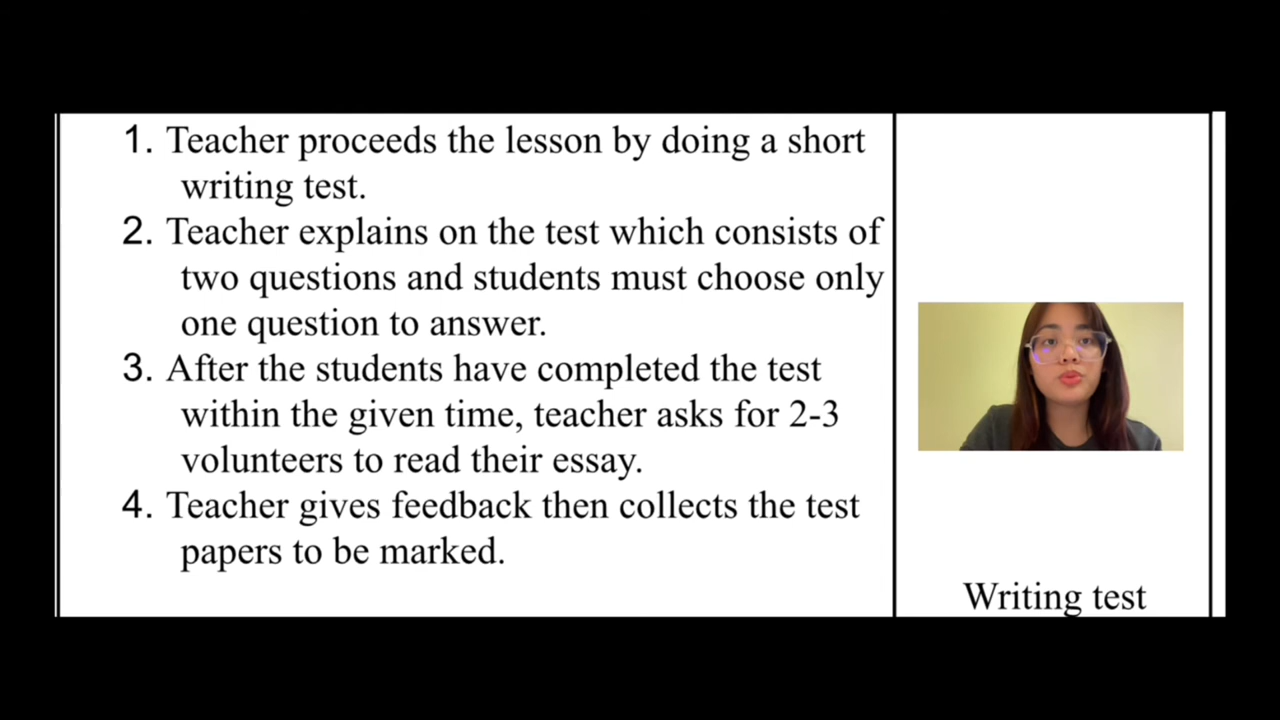 1. Teacher proceeds the lesson by doing a short
writing test.
2. Teacher explains on the test which consists of
two questions and students must choose only
one question to answer.
3. After the students have completed the test
within the given time, teacher asks for 2-3
volunteers to read their essay.
4. Teacher gives feedback then collects the test
papers to be marked.
Writing test